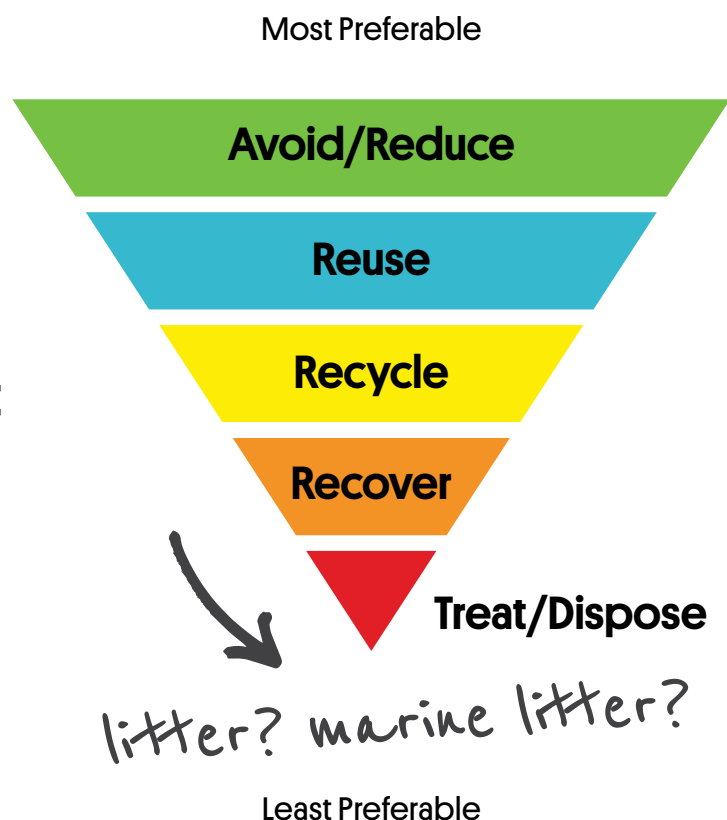 Most Preferable
Avoid/Reduce
Reuse
Recycle
Recover
Treat/Dispose
litter? marine litter?
Least Preferable